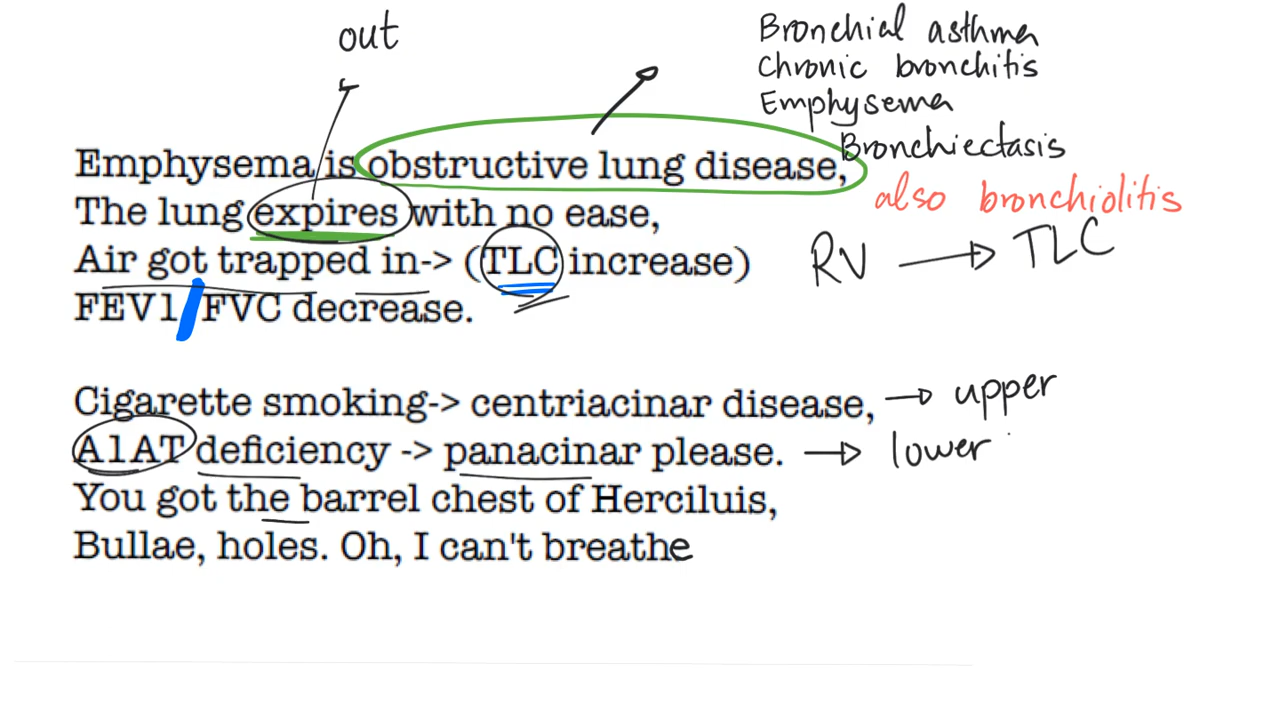 out
Bronchial asthma
Chronic bronchitis
Emphysema
Bronchiectasis
also bronchiolitis
Emphysema is obstructive lung disease,
The lung expires with no ease,
Air got trapped in-> (TLC increase)
RV → TLC
FEV1/FVC decrease.
Cigarette smoking-> centriacinar disease, → upper
A1AT deficiency -> panacinar please. → lower
You got the barrel chest of Herciluis,
Bullae, holes. Oh, I can't breathe